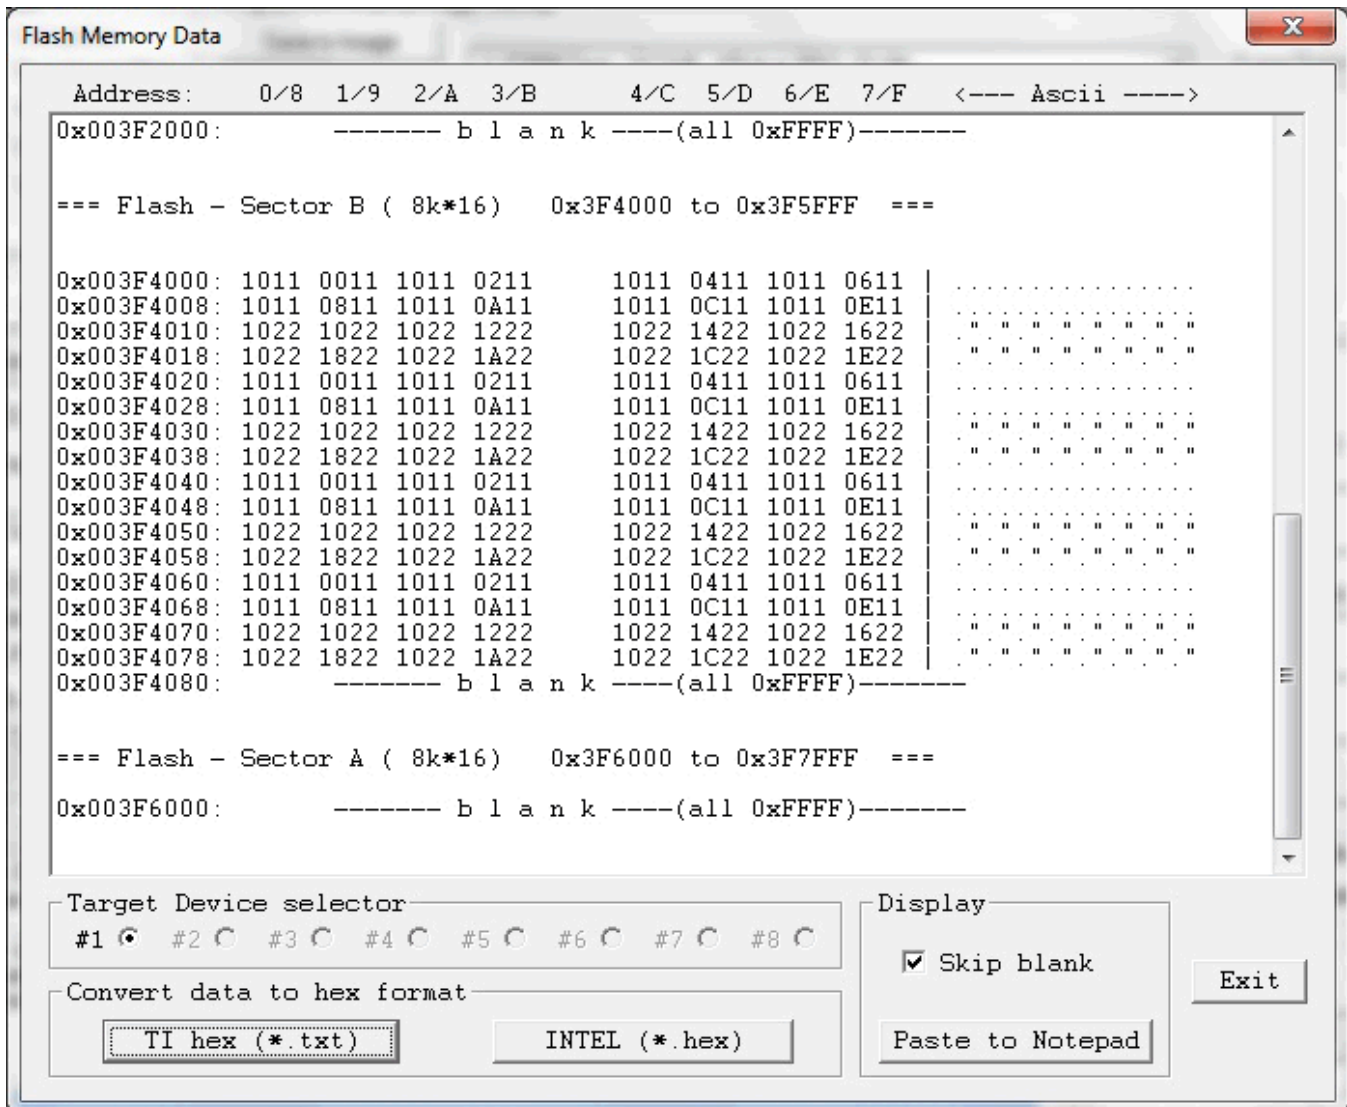 Flash Memory Data
x
Address: 0/8 1/9 2/A 3/B 4/C 5/D 6/E 7/F <--- Ascii ---->
0x003F2000: ------- b l a n k ----(all 0xFFFF)-------
=== Flash - Sector B ( 8k*16) 0x3F4000 to 0x3F5FFF ===
0x003F4000: 1011 0011 1011 0211 1011 0411 1011 0611 | ................
0x003F4008: 1011 0811 1011 0A11 1011 0C11 1011 0E11 | ................
0x003F4010: 1022 1022 1022 1222 1022 1422 1022 1622 | ."."."."."."."."
0x003F4018: 1022 1822 1022 1A22 1022 1C22 1022 1E22 | ."."."."."."."."
0x003F4020: 1011 0011 1011 0211 1011 0411 1011 0611 | ................
0x003F4028: 1011 0811 1011 0A11 1011 0C11 1011 0E11 | ................
0x003F4030: 1022 1022 1022 1222 1022 1422 1022 1622 | ."."."."."."."."
0x003F4038: 1022 1822 1022 1A22 1022 1C22 1022 1E22 | ."."."."."."."."
0x003F4040: 1011 0011 1011 0211 1011 0411 1011 0611 | ................
0x003F4048: 1011 0811 1011 0A11 1011 0C11 1011 0E11 | ................
0x003F4050: 1022 1022 1022 1222 1022 1422 1022 1622 | ."."."."."."."."
0x003F4058: 1022 1822 1022 1A22 1022 1C22 1022 1E22 | ."."."."."."."."
0x003F4060: 1011 0011 1011 0211 1011 0411 1011 0611 | ................
0x003F4068: 1011 0811 1011 0A11 1011 0C11 1011 0E11 | ................
0x003F4070: 1022 1022 1022 1222 1022 1422 1022 1622 | ."."."."."."."."
0x003F4078: 1022 1822 1022 1A22 1022 1C22 1022 1E22 | ."."."."."."."."
0x003F4080: ------- b l a n k ----(all 0xFFFF)-------
=== Flash - Sector A ( 8k*16) 0x3F6000 to 0x3F7FFF ===
0x003F6000: ------- b l a n k ----(all 0xFFFF)-------
Target Device selector
#1 #2 #3 #4 #5 #6 #7 #8
Display
Skip blank
Convert data to hex format
TI hex (*.txt) INTEL (*.hex)
Paste to Notepad
Exit